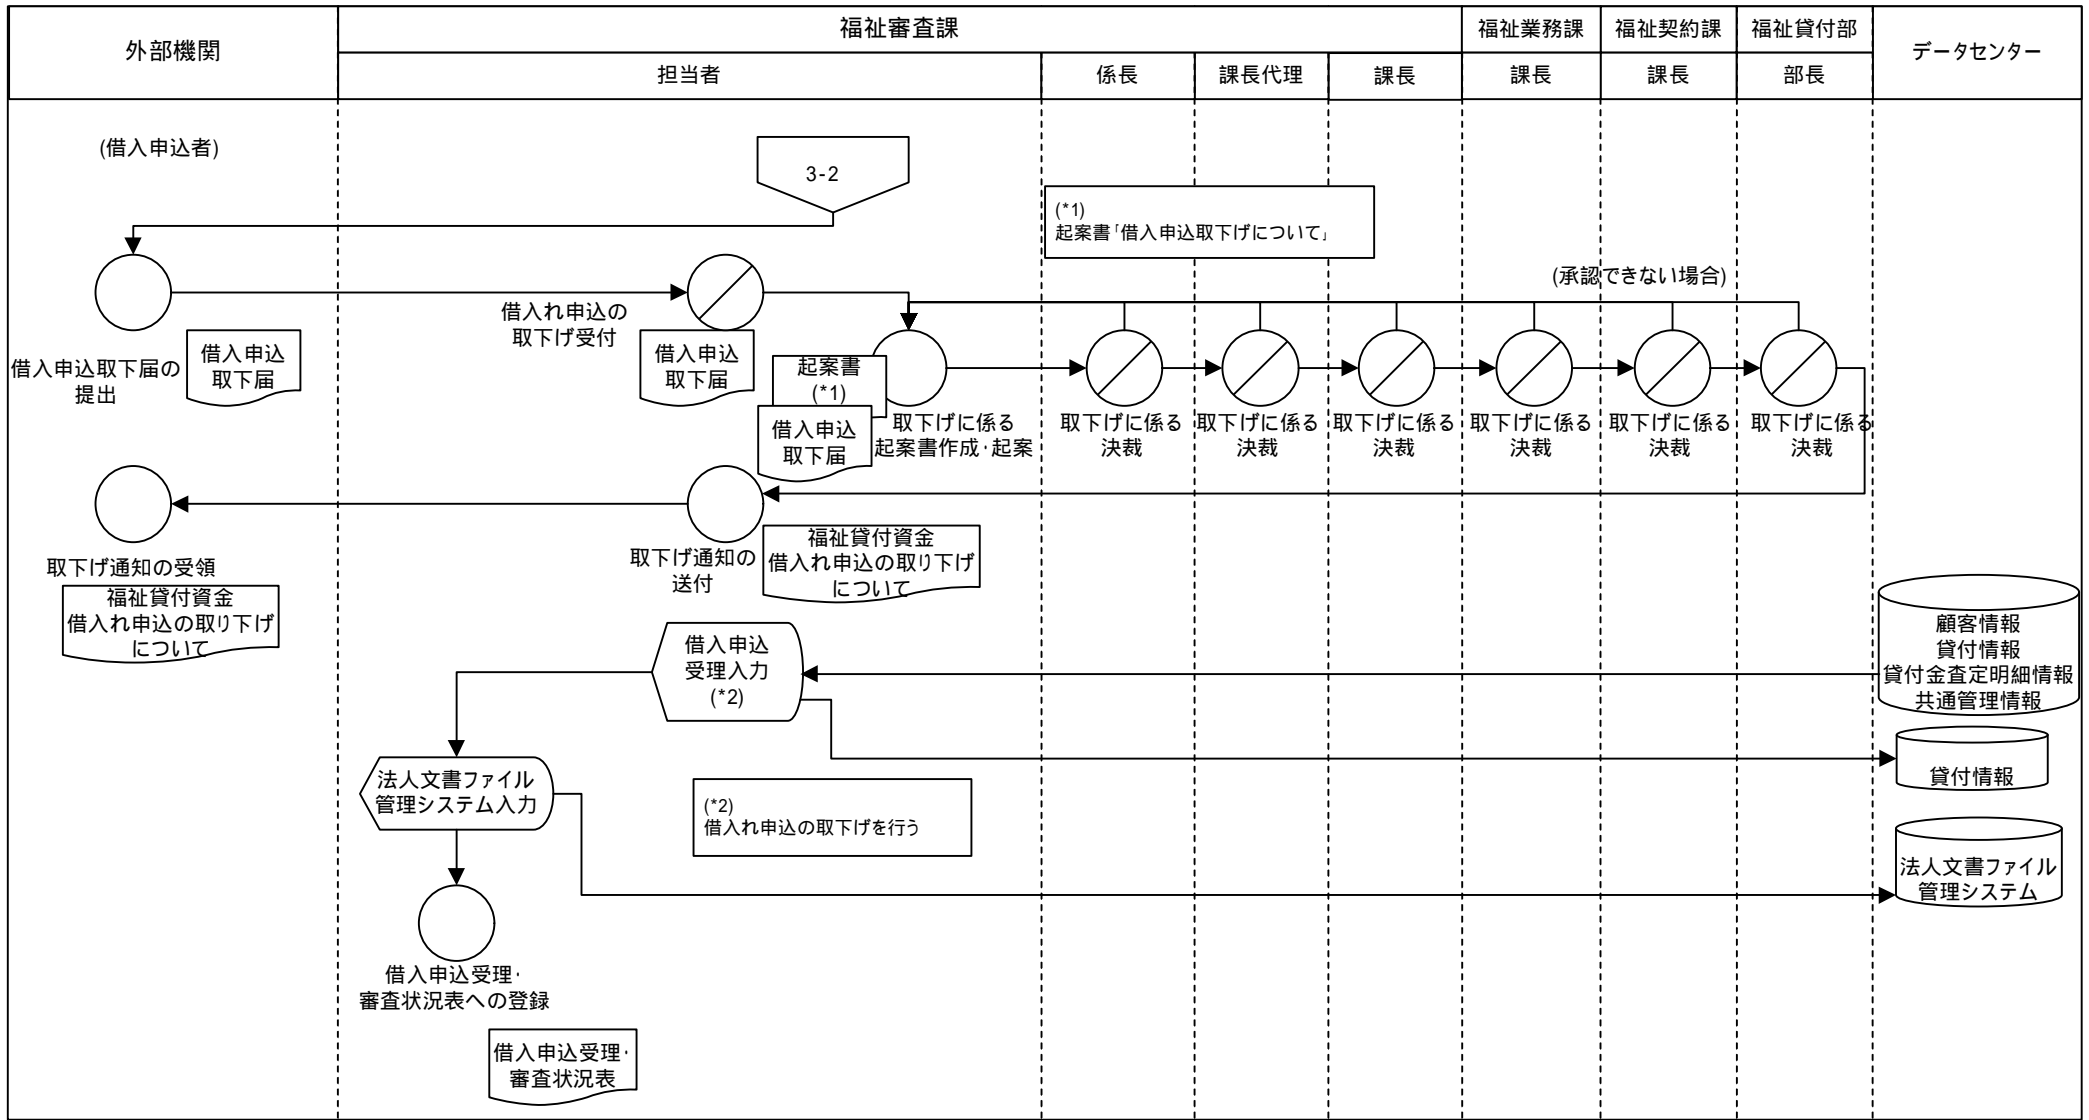 外部機関
福祉審査課
福祉業務課
福祉契約課
福祉貸付部
データセンター
担当者
係長
課長代理
課長
課長
課長
部長
(借入申込者)
3-2
(*1)
起案書「借入申込取下げについて」
(承認できない場合)
借入申込取下届の
提出
借入申込
取下届
借入れ申込の
取下げ受付
借入申込
取下届
起案書
(*1)
借入申込
取下届
取下げに係る
起案書作成・起案
取下げに係る
決裁
取下げに係る
決裁
取下げに係る
決裁
取下げに係る
決裁
取下げに係る
決裁
取下げに係る
決裁
取下げ通知の受領
福祉貸付資金
借入れ申込の取り下げ
について
取下げ通知の
送付
福祉貸付資金
借入れ申込の取り下げ
について
借入申込
受理入力
(*2)
顧客情報
貸付情報
貸付金査定明細情報
共通管理情報
貸付情報
法人文書ファイル
管理システム入力
(*2)
借入れ申込の取下げを行う
法人文書ファイル
管理システム
借入申込受理・
審査状況表への登録
借入申込受理・
審査状況表